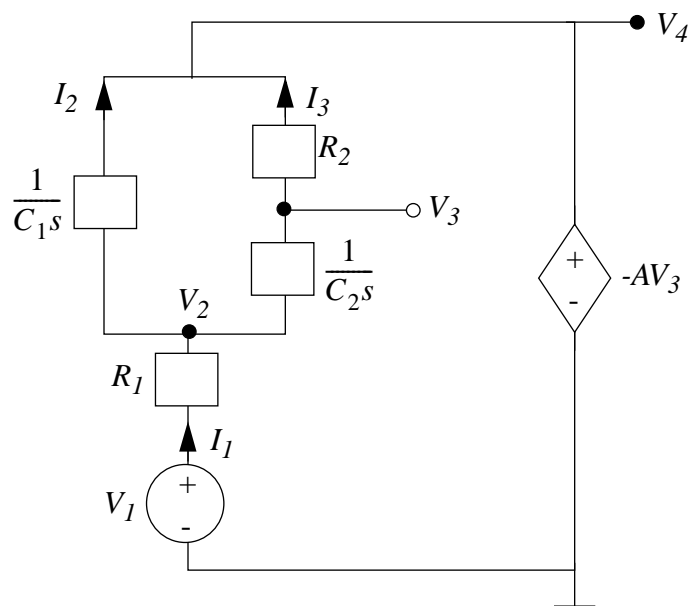 V4
I2
I3
R2
1
C1s
V3
1
C2s
+
-
-AV3
V2
R1
I1
V1
+
-